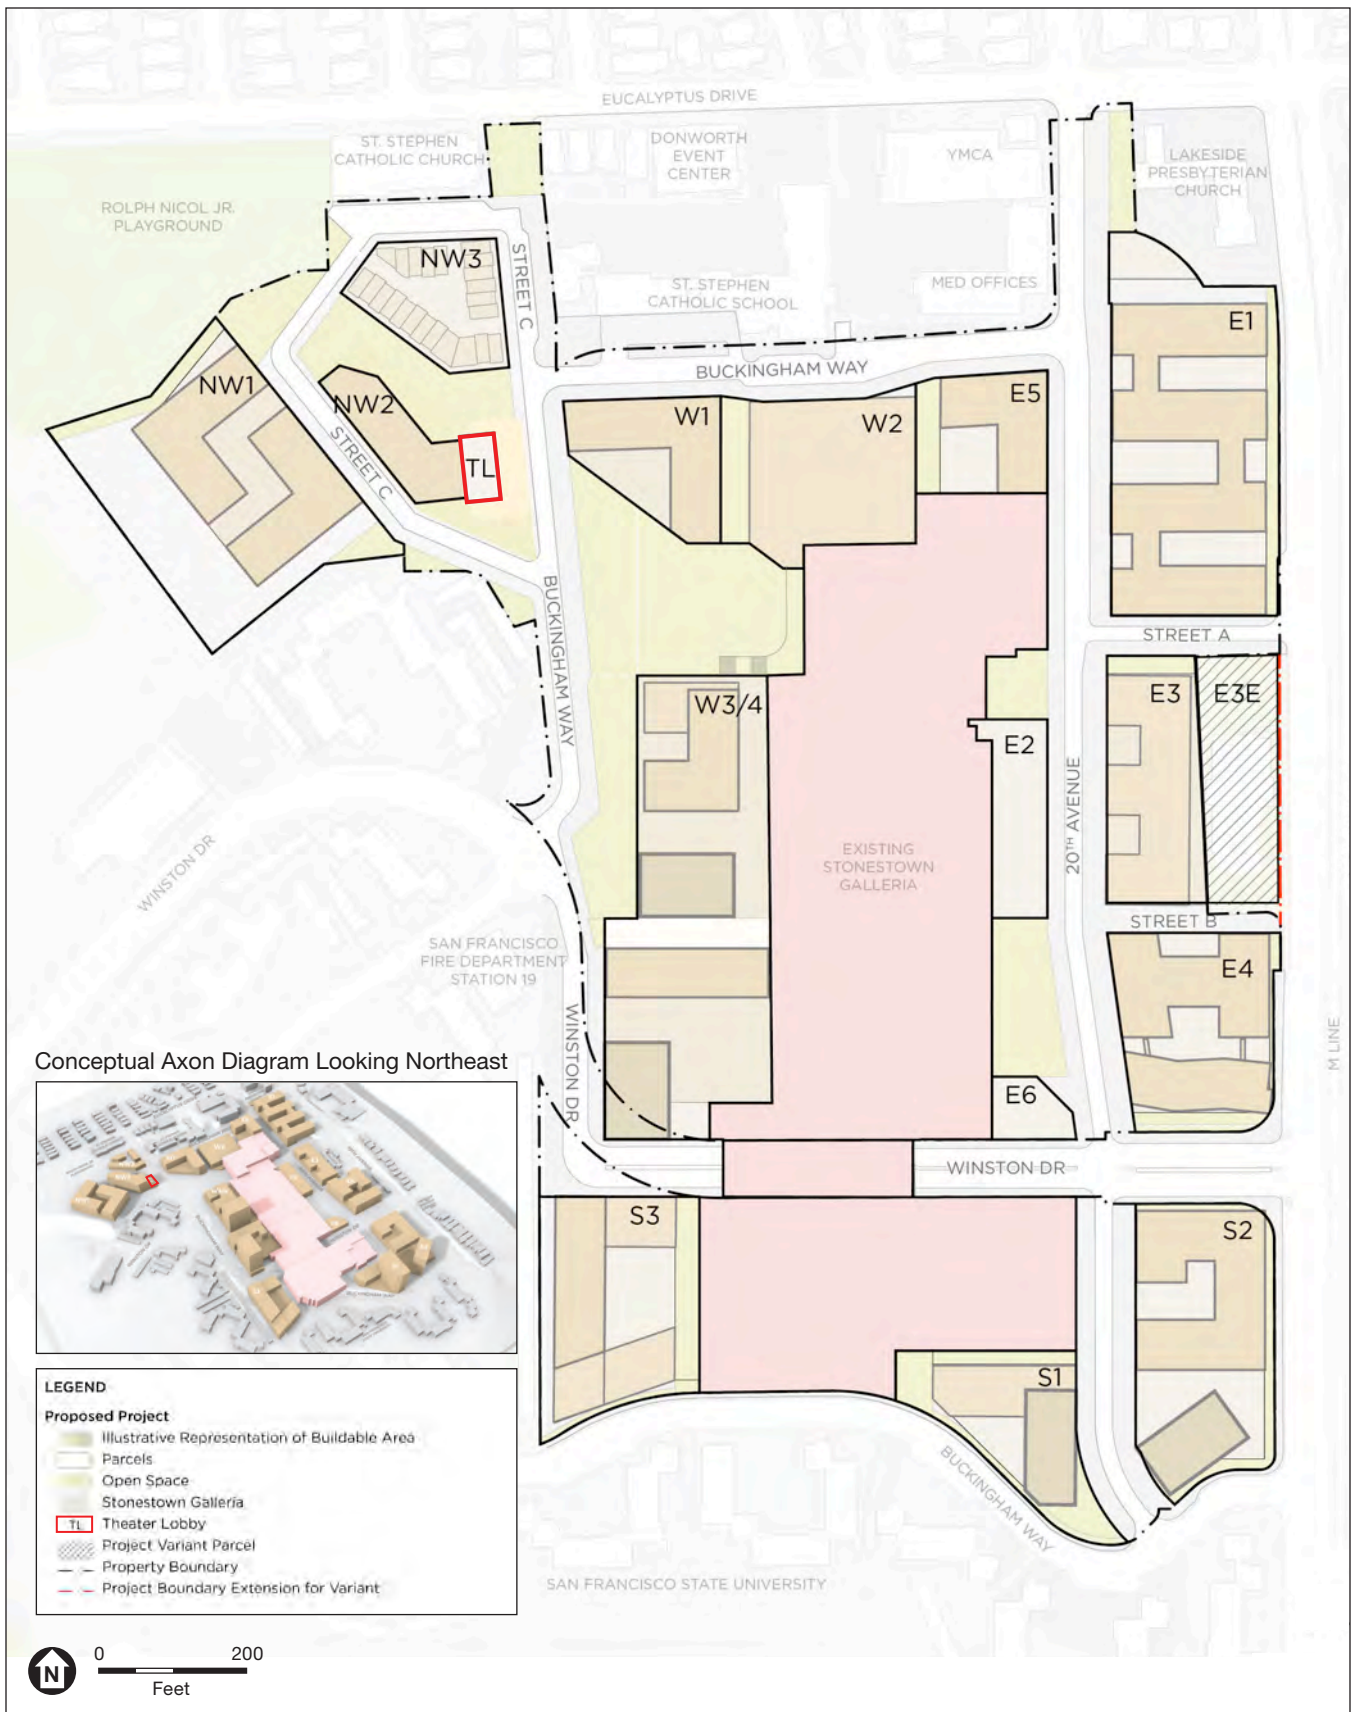 EUCALYPTUS DRIVE
ST. STEPHEN
CATHOLIC CHURCH
DONWORTH
EVENT
CENTER
YMCA
LAKESIDE
PRESBYTERIAN
CHURCH
ROLPH NICOL JR.
PLAYGROUND
NW3
STREET C
ST. STEPHEN
CATHOLIC SCHOOL
MED OFFICES
E1
BUCKINGHAM WAY
NW1
NW2
W1
W2
E5
STREET C
TL
BUCKINGHAM WAY
STREET A
W3/4
E3
E3E
E2
20TH AVENUE
EXISTING
STONESTOWN
GALLERIA
WINSTON DR
STREET B
SAN FRANCISCO
FIRE DEPARTMENT
STATION 19
E4
WINSTON DR
M LINE
E6
WINSTON DR
S3
S2
S1
BUCKINGHAM WAY
SAN FRANCISCO STATE UNIVERSITY
Conceptual Axon Diagram Looking Northeast
LEGEND
Proposed Project
Illustrative Representation of Buildable Area
Parcels
Open Space
Stonestown Galleria
TL Theater Lobby
Project Variant Parcel
Property Boundary
Project Boundary Extension for Variant
N
0 200
Feet